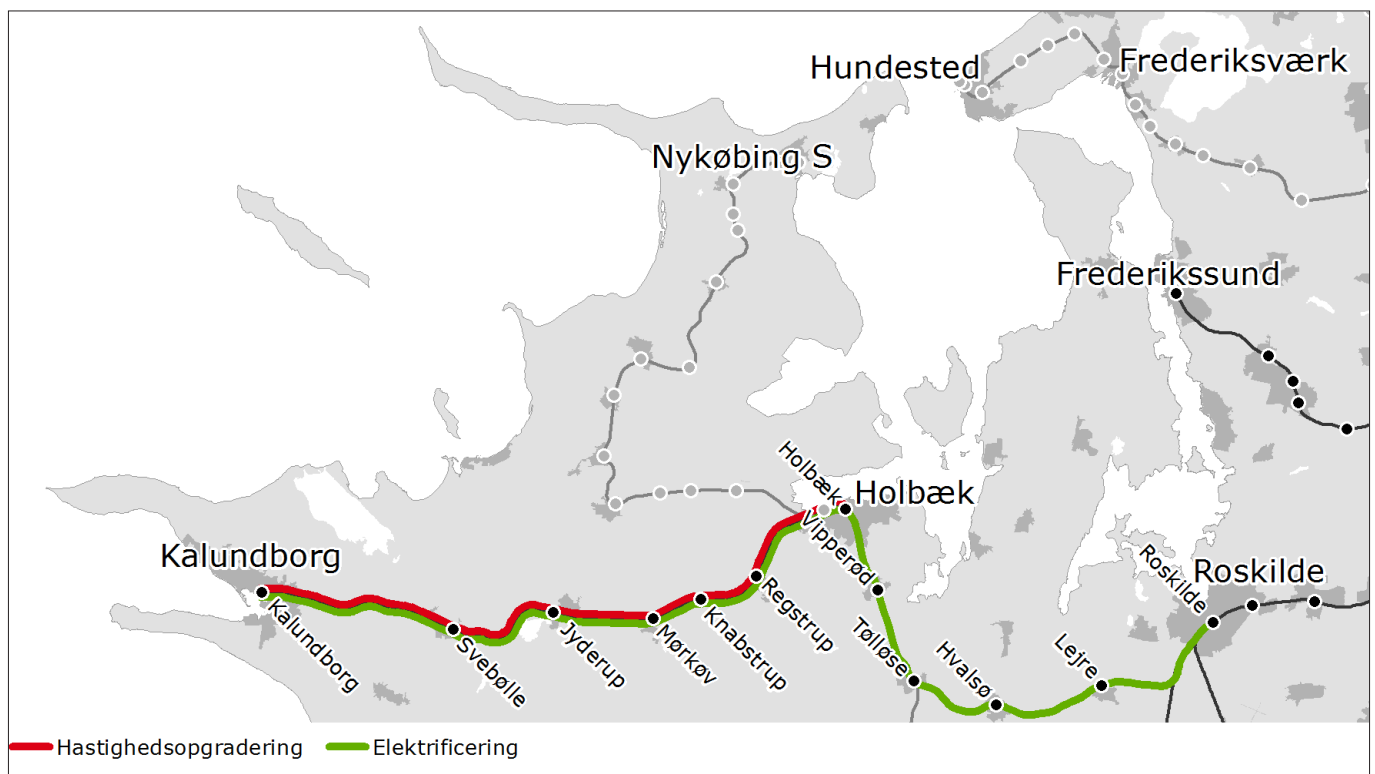 Hundested
Frederiksværk
Nykøbing S
Frederikssund
Holbæk
Holbæk
Vipperød
Kalundborg
Roskilde
Roskilde
Kalundborg
Svebølle
Jyderup
Mørkøv
Knabstrup
Regstrup
Tølløse
Hvalsø
Lejre
Hastighedsopgradering
Elektrificering